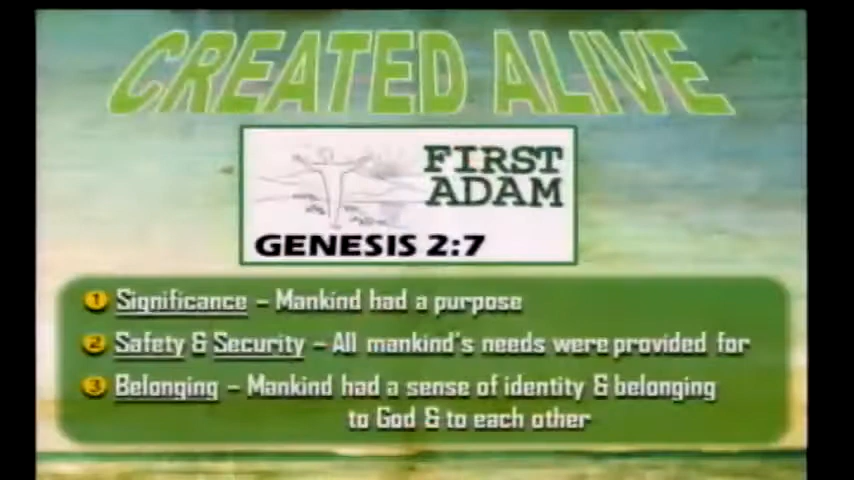 CREATED ALIVE
FIRST
ADAM
GENESIS 2:7
1 Significance – Mankind had a purpose
2 Safety & Security – All mankind's needs were provided for
3 Belonging – Mankind had a sense of identity & belonging
to God & to each other